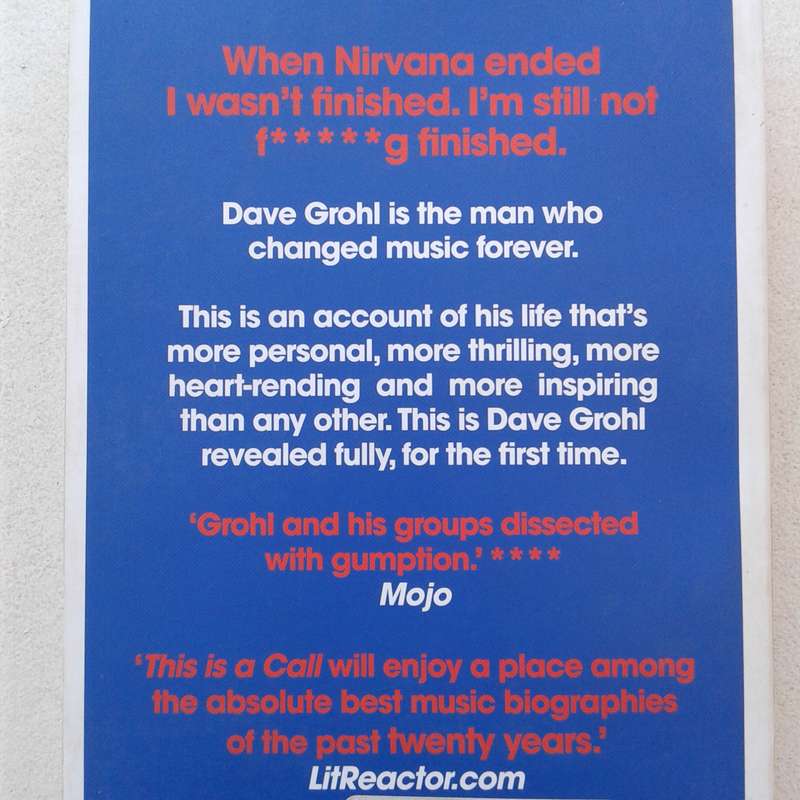 When Nirvana ended
I wasn't finished. I'm still not
f*****g finished.
Dave Grohl is the man who
changed music forever.
This is an account of his life that's
more personal, more thrilling, more
heart-rending and more inspiring
than any other. This is Dave Grohl
revealed fully, for the first time.
‘Grohl and his groups dissected
with gumption.’ ****
Mojo
‘This is a Call will enjoy a place among
the absolute best music biographies
of the past twenty years.’
LitReactor.com